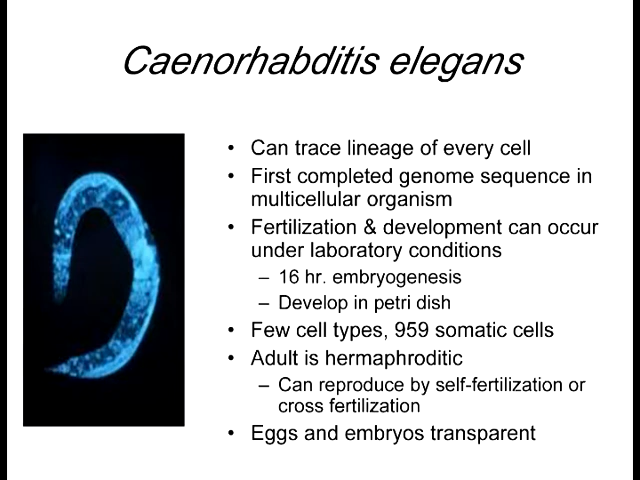 Caenorhabditis elegans
• Can trace lineage of every cell
• First completed genome sequence in
multicellular organism
• Fertilization & development can occur
under laboratory conditions
– 16 hr. embryogenesis
– Develop in petri dish
• Few cell types, 959 somatic cells
• Adult is hermaphroditic
– Can reproduce by self-fertilization or
cross fertilization
• Eggs and embryos transparent